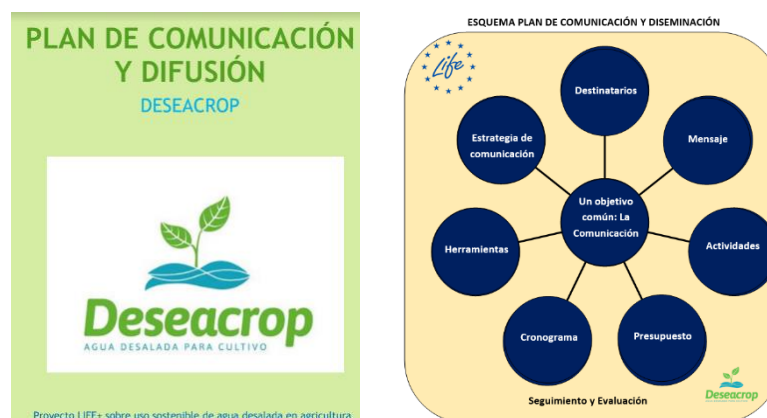 PLAN DE COMUNICACIÓN
Y DIFUSIÓN
DESEACROP
Deseacrop
AGUA DESALADA PARA CULTIVO
Proyecto LIFE+ sobre uso sostenible de agua desalada en agricultura
ESQUEMA PLAN DE COMUNICACIÓN Y DISEMINACIÓN
Life
Destinatarios
Estrategia de
comunicación
Mensaje
Un objetivo
común: La
Comunicación
Herramientas
Actividades
Cronograma
Presupuesto
Seguimiento y Evaluación
Deseacrop